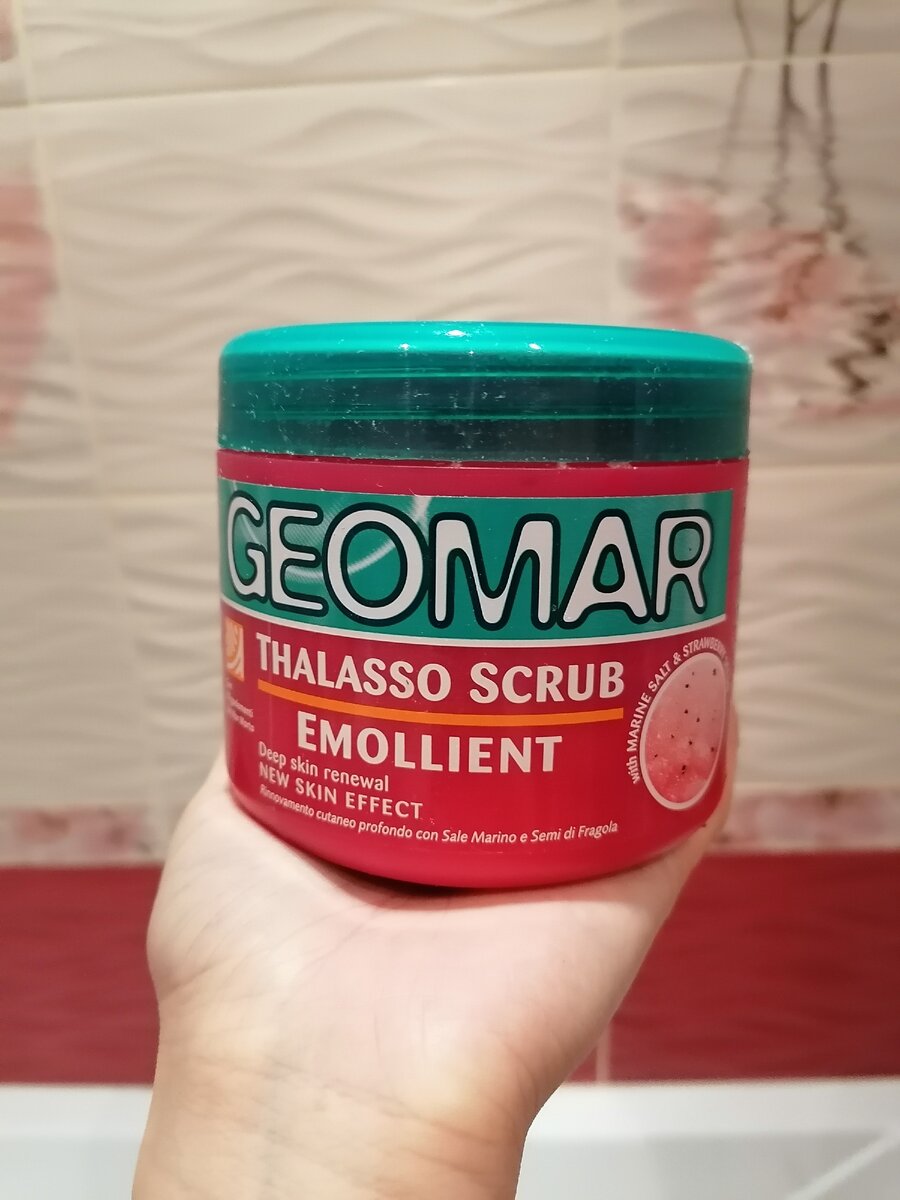 GEOMAR
THALASSO SCRUB
EMOLLIENT
Deep skin renewal
NEW SKIN EFFECT
Rinnovamento cutaneo profondo con Sale Marino e Semi di Fragola
with MARINE SALT & STRAWBERRY